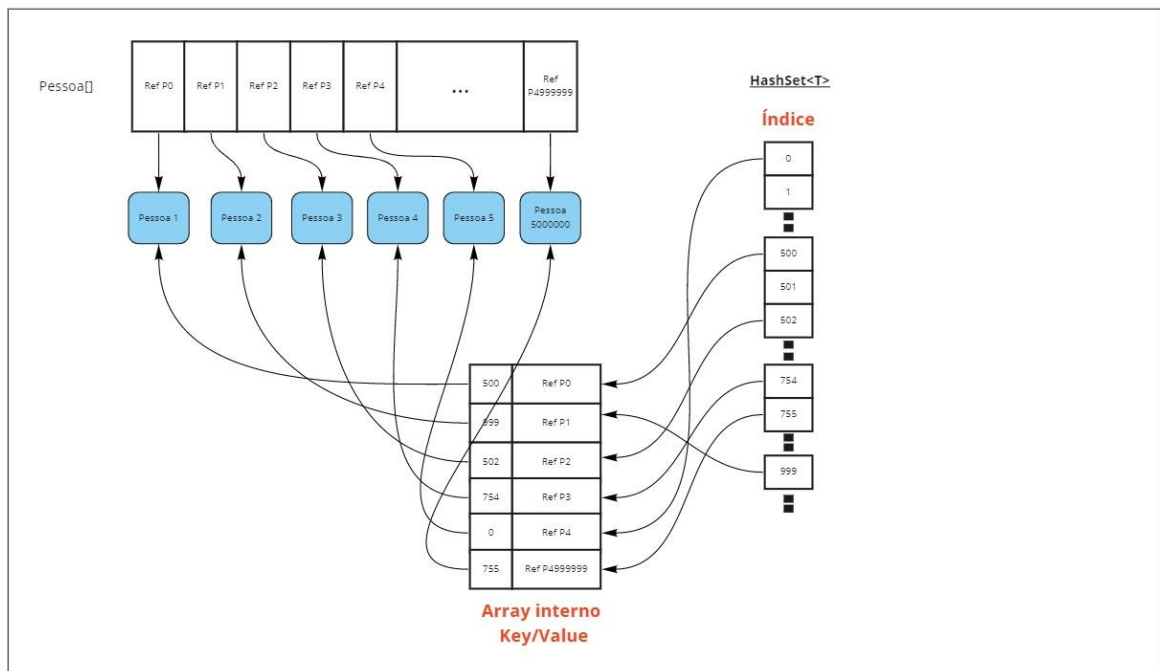 Pessoa[]
Ref P0
Ref P1
Ref P2
Ref P3
Ref P4
...
Ref
P4999999
Pessoa 1
Pessoa 2
Pessoa 3
Pessoa 4
Pessoa 5
Pessoa
5000000
HashSet<T>
Índice
0
1
500
501
502
754
755
999
500 Ref P0
999 Ref P1
502 Ref P2
754 Ref P3
0 Ref P4
755 Ref P4999999
Array interno
Key/Value